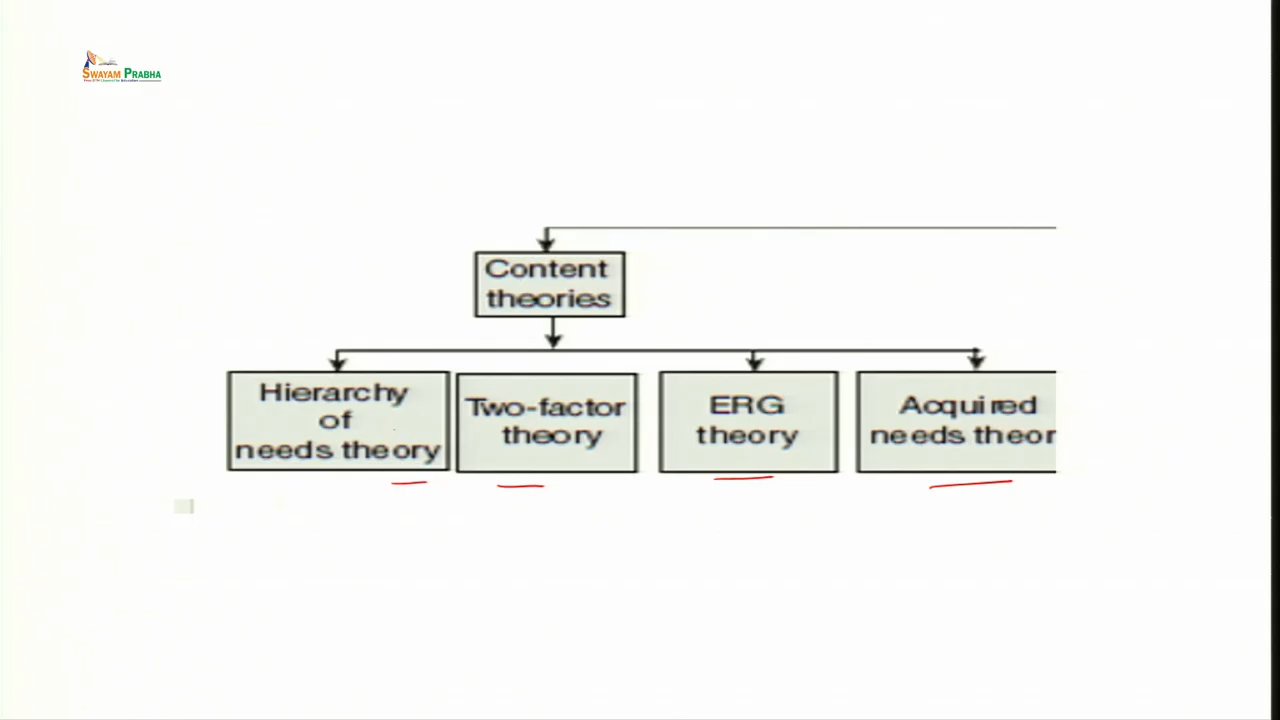 SWAYAM PRABHA
Content
theories
Hierarchy
of
needs theory
Two-factor
theory
ERG
theory
Acquired
needs theor